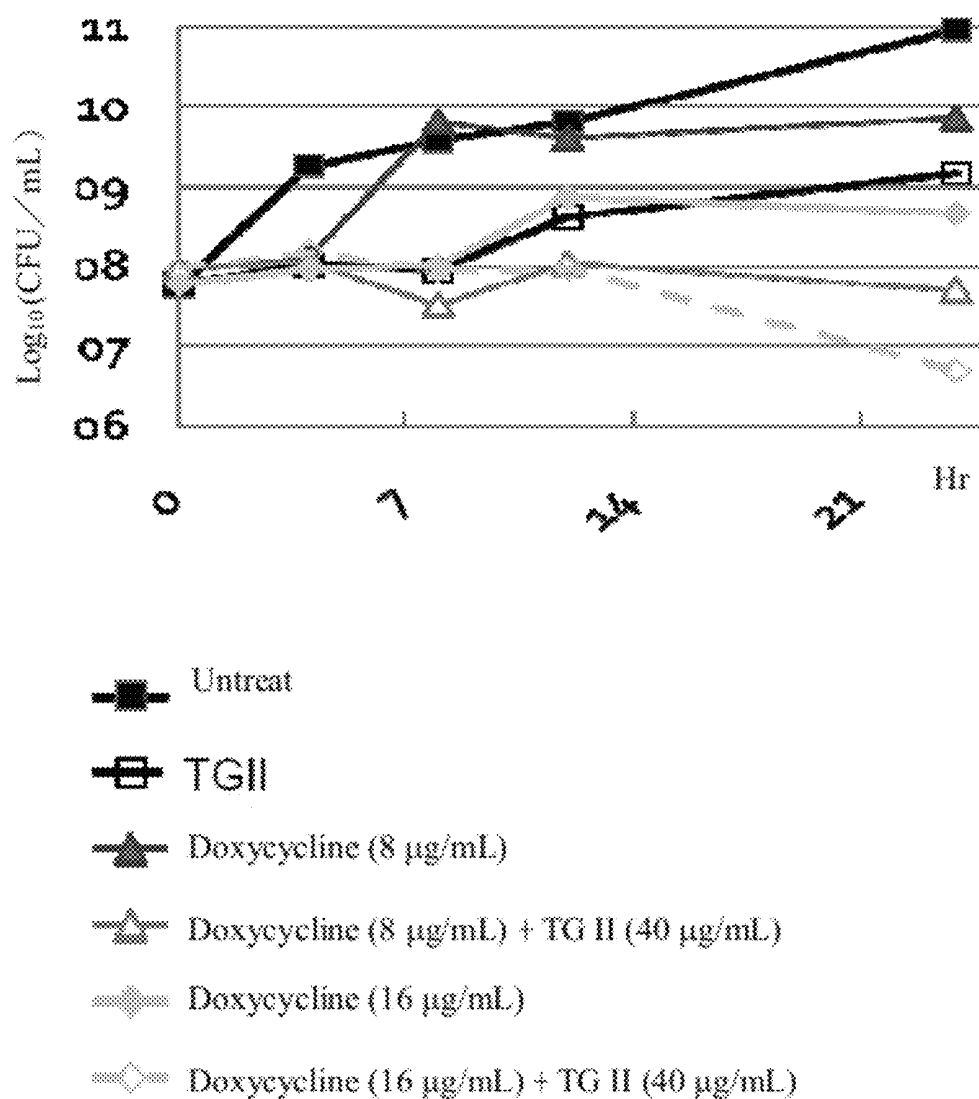 11
10
09
08
07
06
Log₁₀(CFU/mL)
0
7
14
21
Hr
Untreat
TGII
Doxycycline (8 µg/mL)
Doxycycline (8 µg/mL) + TG II (40 µg/mL)
Doxycycline (16 µg/mL)
Doxycycline (16 µg/mL) + TG II (40 µg/mL)